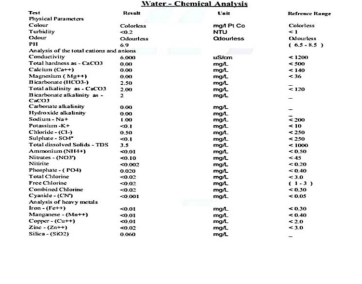 Water - Chemical Analysis
Test Result Unit Refrence Range
Physical Parameters
Colour Colorless mg/l Pt Co Colorless
Turbidity <0.2 NTU < 1
Odour Odourless Odourless Odourless
PH 6.9 ( 6.5 - 8.5 )
Analysis of the total cations and anions
Conductivity 6.000 uS/cm < 1200
Total hardness as - CaCO3 0.00 mg/L < 500
Calcium (Ca++) 0.00 mg/L < 140
Magnesium ( Mg++) 0.00 mg/L < 36
Bicarbonate (HCO3-) 2.50 mg/L _
Total alkalinity as - CaCO3 2.00 mg/L < 120
Bicarbonate alkalinity as - 2 mg/L _
CaCO3
Carbonate alkalinity 0.00 mg/L _
Hydroxide alkalinity 0.00 mg/L _
Sodium - Na+ 1.00 mg/L <200
Potassium -K+ <0.1 mg/L < 10
Chloride - (Cl-) 0.50 mg/L < 250
Sulphate - SO4" <0.1 mg/L < 250
Total dissolved Solids - TDS 3.5 mg/L < 1000
Ammonium (NH4+) <0.01 mg/L < 0.50
Nitrates - (NO3") <0.10 mg/L < 45
Nitrite <0.002 mg/L < 0.20
Phosphate - ( PO4) 0.020 mg/L < 0.40
Total Chlorine <0.02 mg/L < 3.0
Free Chlorine <0.02 mg/L ( 1 - 3 )
Combined Chlorine <0.02 mg/L < 0.30
Cyanide - (CN") <0.001 mg/L < 0.05
Analysis of heavy metals
Iron - (Fe++) <0.01 mg/L < 0.30
Manganese - (Mn++) <0.01 mg/L < 0.40
Copper - (Cu++) <0.01 mg/L < 2.0
Zinc - (Zn++) <0.02 mg/L < 3.0
Silica - (SiO2) 0.060 mg/L _